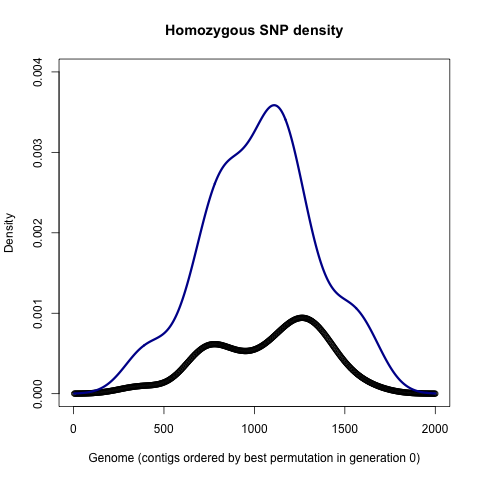 Homozygous SNP density
0.004
0.003
0.002
0.001
0.000
Density
0 500 1000 1500 2000
Genome (contigs ordered by best permutation in generation 0)